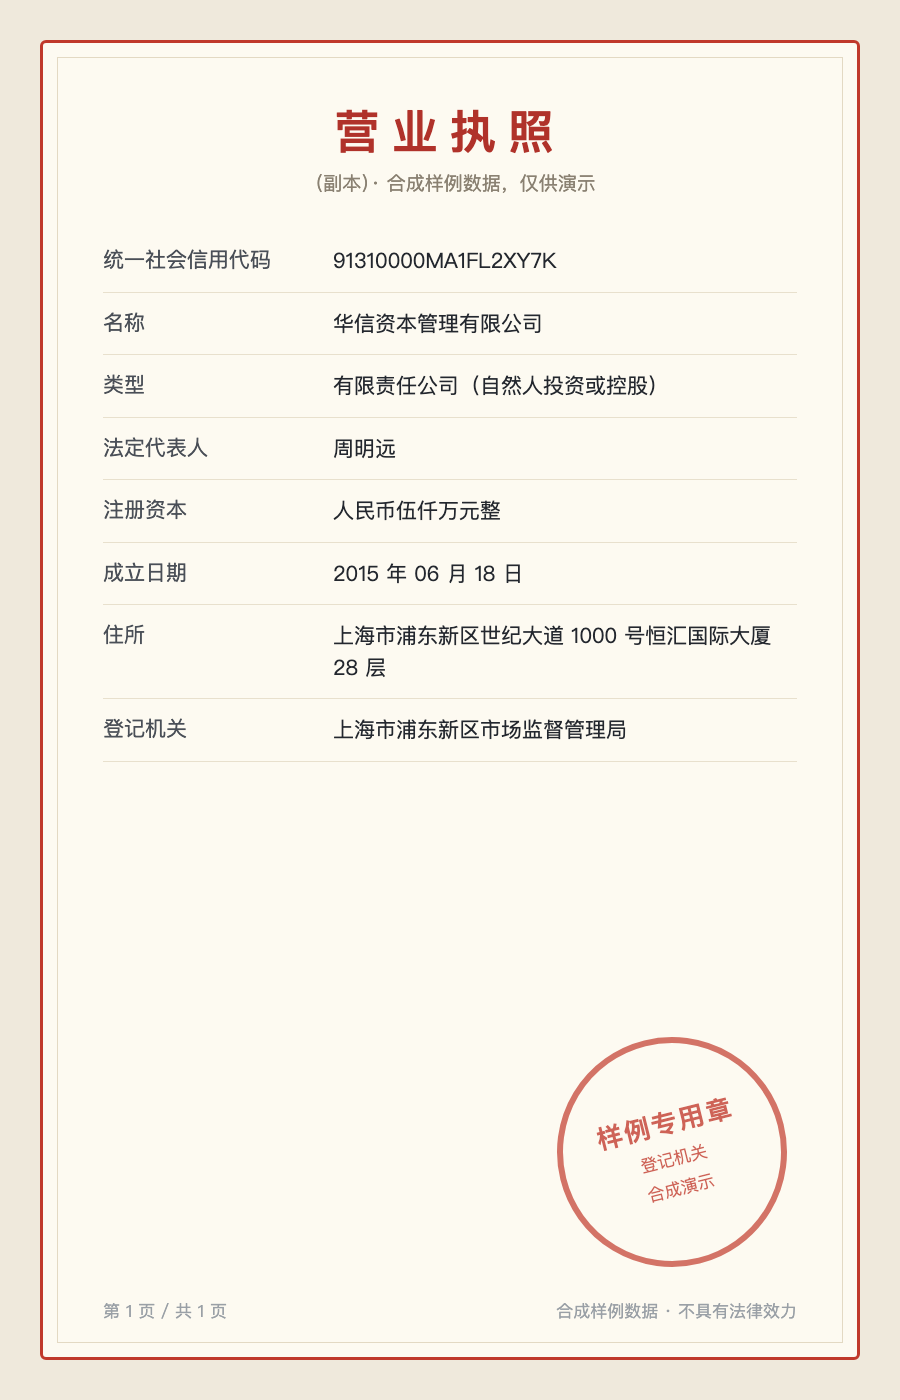 营业执照
（副本）· 合成样例数据，仅供演示
统一社会信用代码 91310000MA1FL2XY7K
名称 华信资本管理有限公司
类型 有限责任公司（自然人投资或控股）
法定代表人 周明远
注册资本 人民币伍仟万元整
成立日期 2015 年 06 月 18 日
住所 上海市浦东新区世纪大道 1000 号恒汇国际大厦
28 层
登记机关 上海市浦东新区市场监督管理局
样例专用章
登记机关
合成演示
第 1 页 / 共 1 页
合成样例数据 · 不具有法律效力